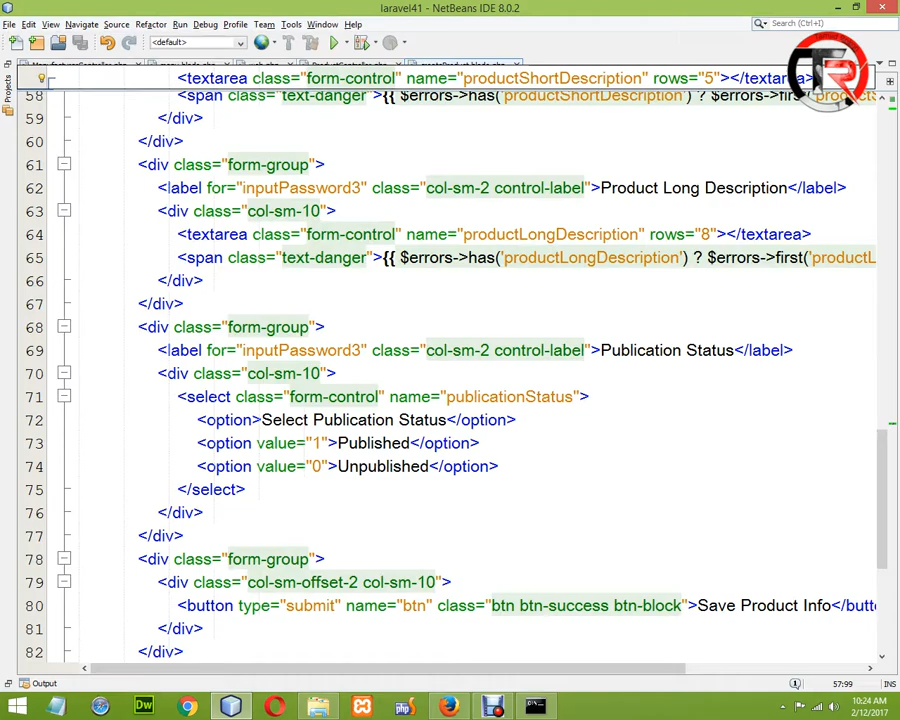 laravel41 - NetBeans IDE 8.0.2
File Edit View Navigate Source Refactor Run Debug Profile Team Tools Window Help
Search (Ctrl+I)
<default>
Projects
<textarea class="form-control" name="productShortDescription" rows="5"></textarea>
58 <span class="text-danger">{{ $errors->has('productShortDescription') ? $errors->first('productS
59 </div>
60 </div>
61 <div class="form-group">
62 <label for="inputPassword3" class="col-sm-2 control-label">Product Long Description</label>
63 <div class="col-sm-10">
64 <textarea class="form-control" name="productLongDescription" rows="8"></textarea>
65 <span class="text-danger">{{ $errors->has('productLongDescription') ? $errors->first('productL
66 </div>
67 </div>
68 <div class="form-group">
69 <label for="inputPassword3" class="col-sm-2 control-label">Publication Status</label>
70 <div class="col-sm-10">
71 <select class="form-control" name="publicationStatus">
72 <option>Select Publication Status</option>
73 <option value="1">Published</option>
74 <option value="0">Unpublished</option>
75 </select>
76 </div>
77 </div>
78 <div class="form-group">
79 <div class="col-sm-offset-2 col-sm-10">
80 <button type="submit" name="btn" class="btn btn-success btn-block">Save Product Info</butt
81 </div>
82 </div>
Output
57:99 INS
Dw
php
10:24 AM
2/12/2017